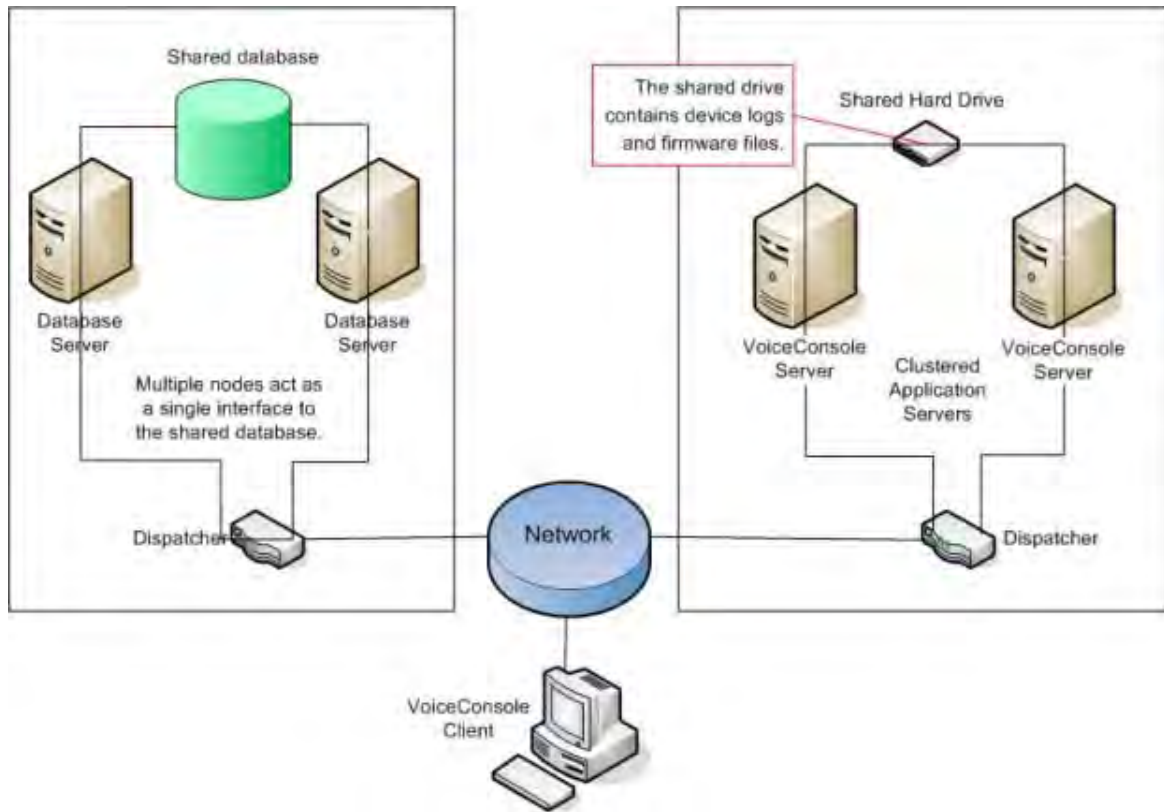 Shared database
The shared drive
contains device logs
and firmware files.
Shared Hard Drive
Database
Server
Database
Server
VoiceConsole
Server
VoiceConsole
Server
Clustered
Application
Servers
Multiple nodes act as
a single interface to
the shared database.
Dispatcher
Network
Dispatcher
VoiceConsole
Client